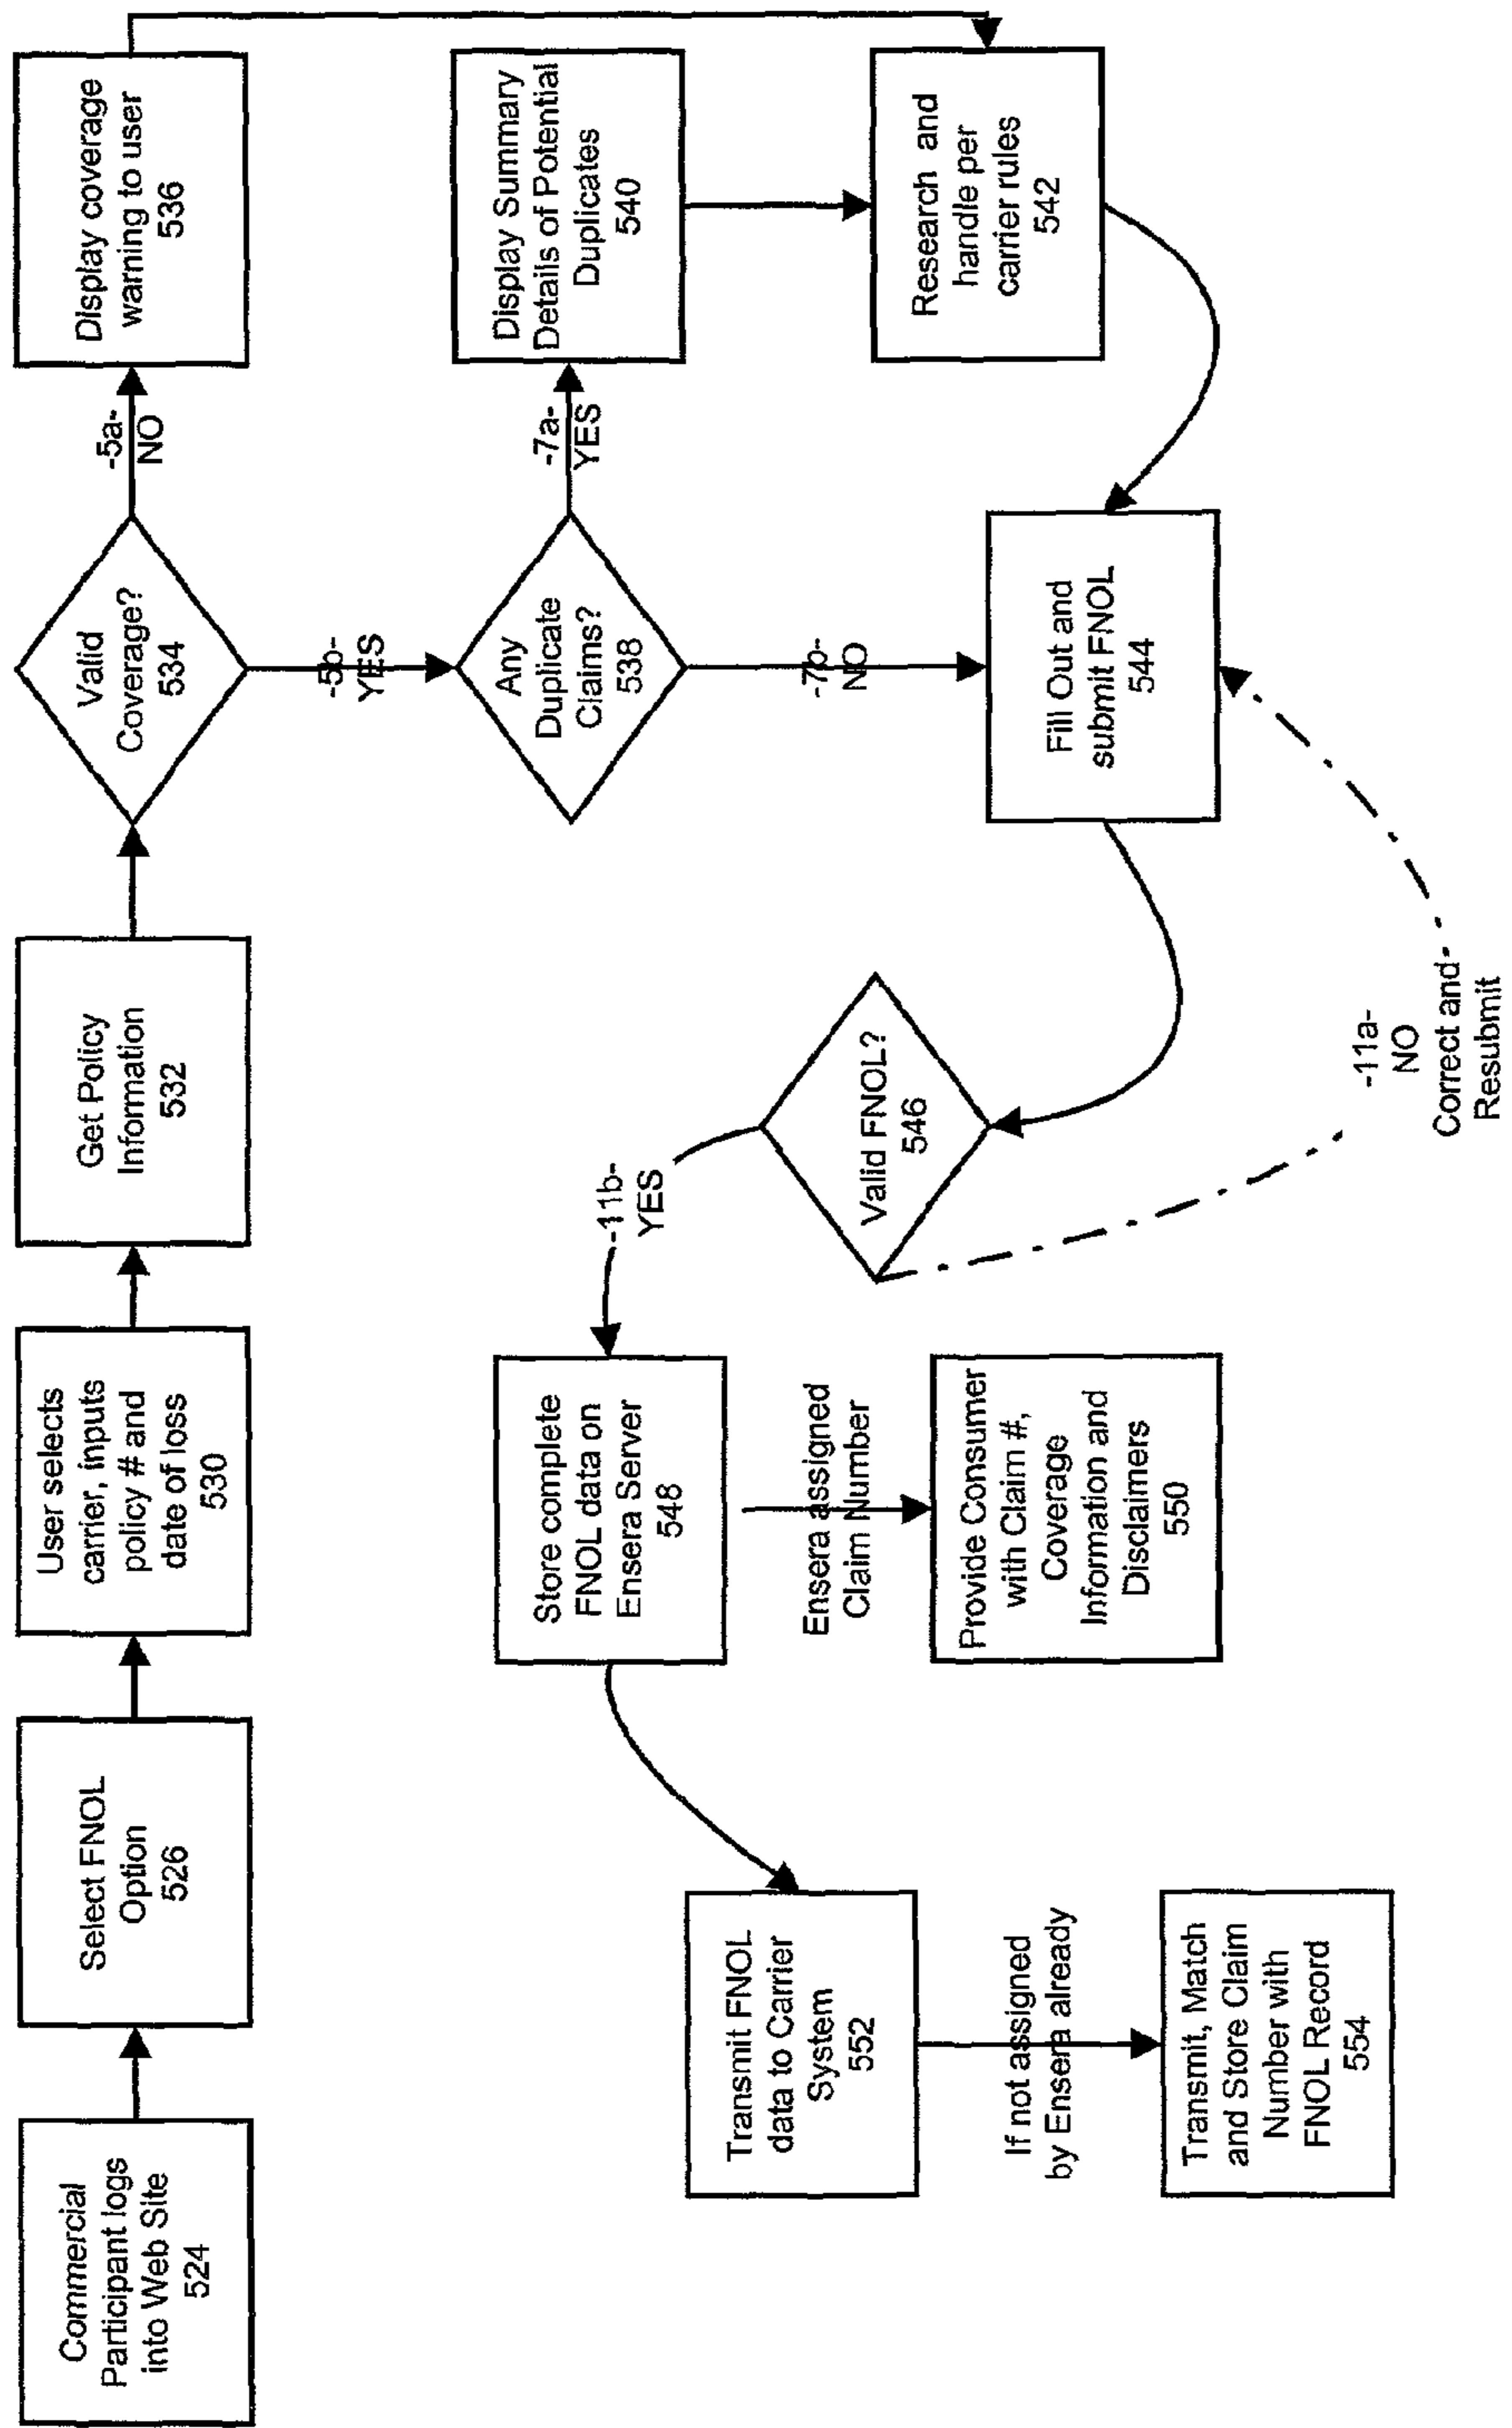 Commercial
Participant logs
into Web Site
524
Select FNOL
Option
526
User selects
carrier, inputs
policy # and
date of loss
530
Get Policy
Information
532
Valid
Coverage?
534
-5a-
NO
Display coverage
warning to user
536
-5b-
YES
Any
Duplicate
Claims?
538
-7a-
YES
Display Summary
Details of Potential
Duplicates
540
-7b-
NO
Research and
handle per
carrier rules
542
Fill Out and
submit FNOL
544
Valid FNOL?
546
-11a-
NO
Correct and
Resubmit
-11b-
YES
Store complete
FNOL data on
Ensera Server
548
Ensera assigned
Claim Number
Provide Consumer
with Claim #,
Coverage
Information and
Disclaimers
550
Transmit FNOL
data to Carrier
System
552
If not assigned
by Ensera already
Transmit, Match
and Store Claim
Number with
FNOL Record
554